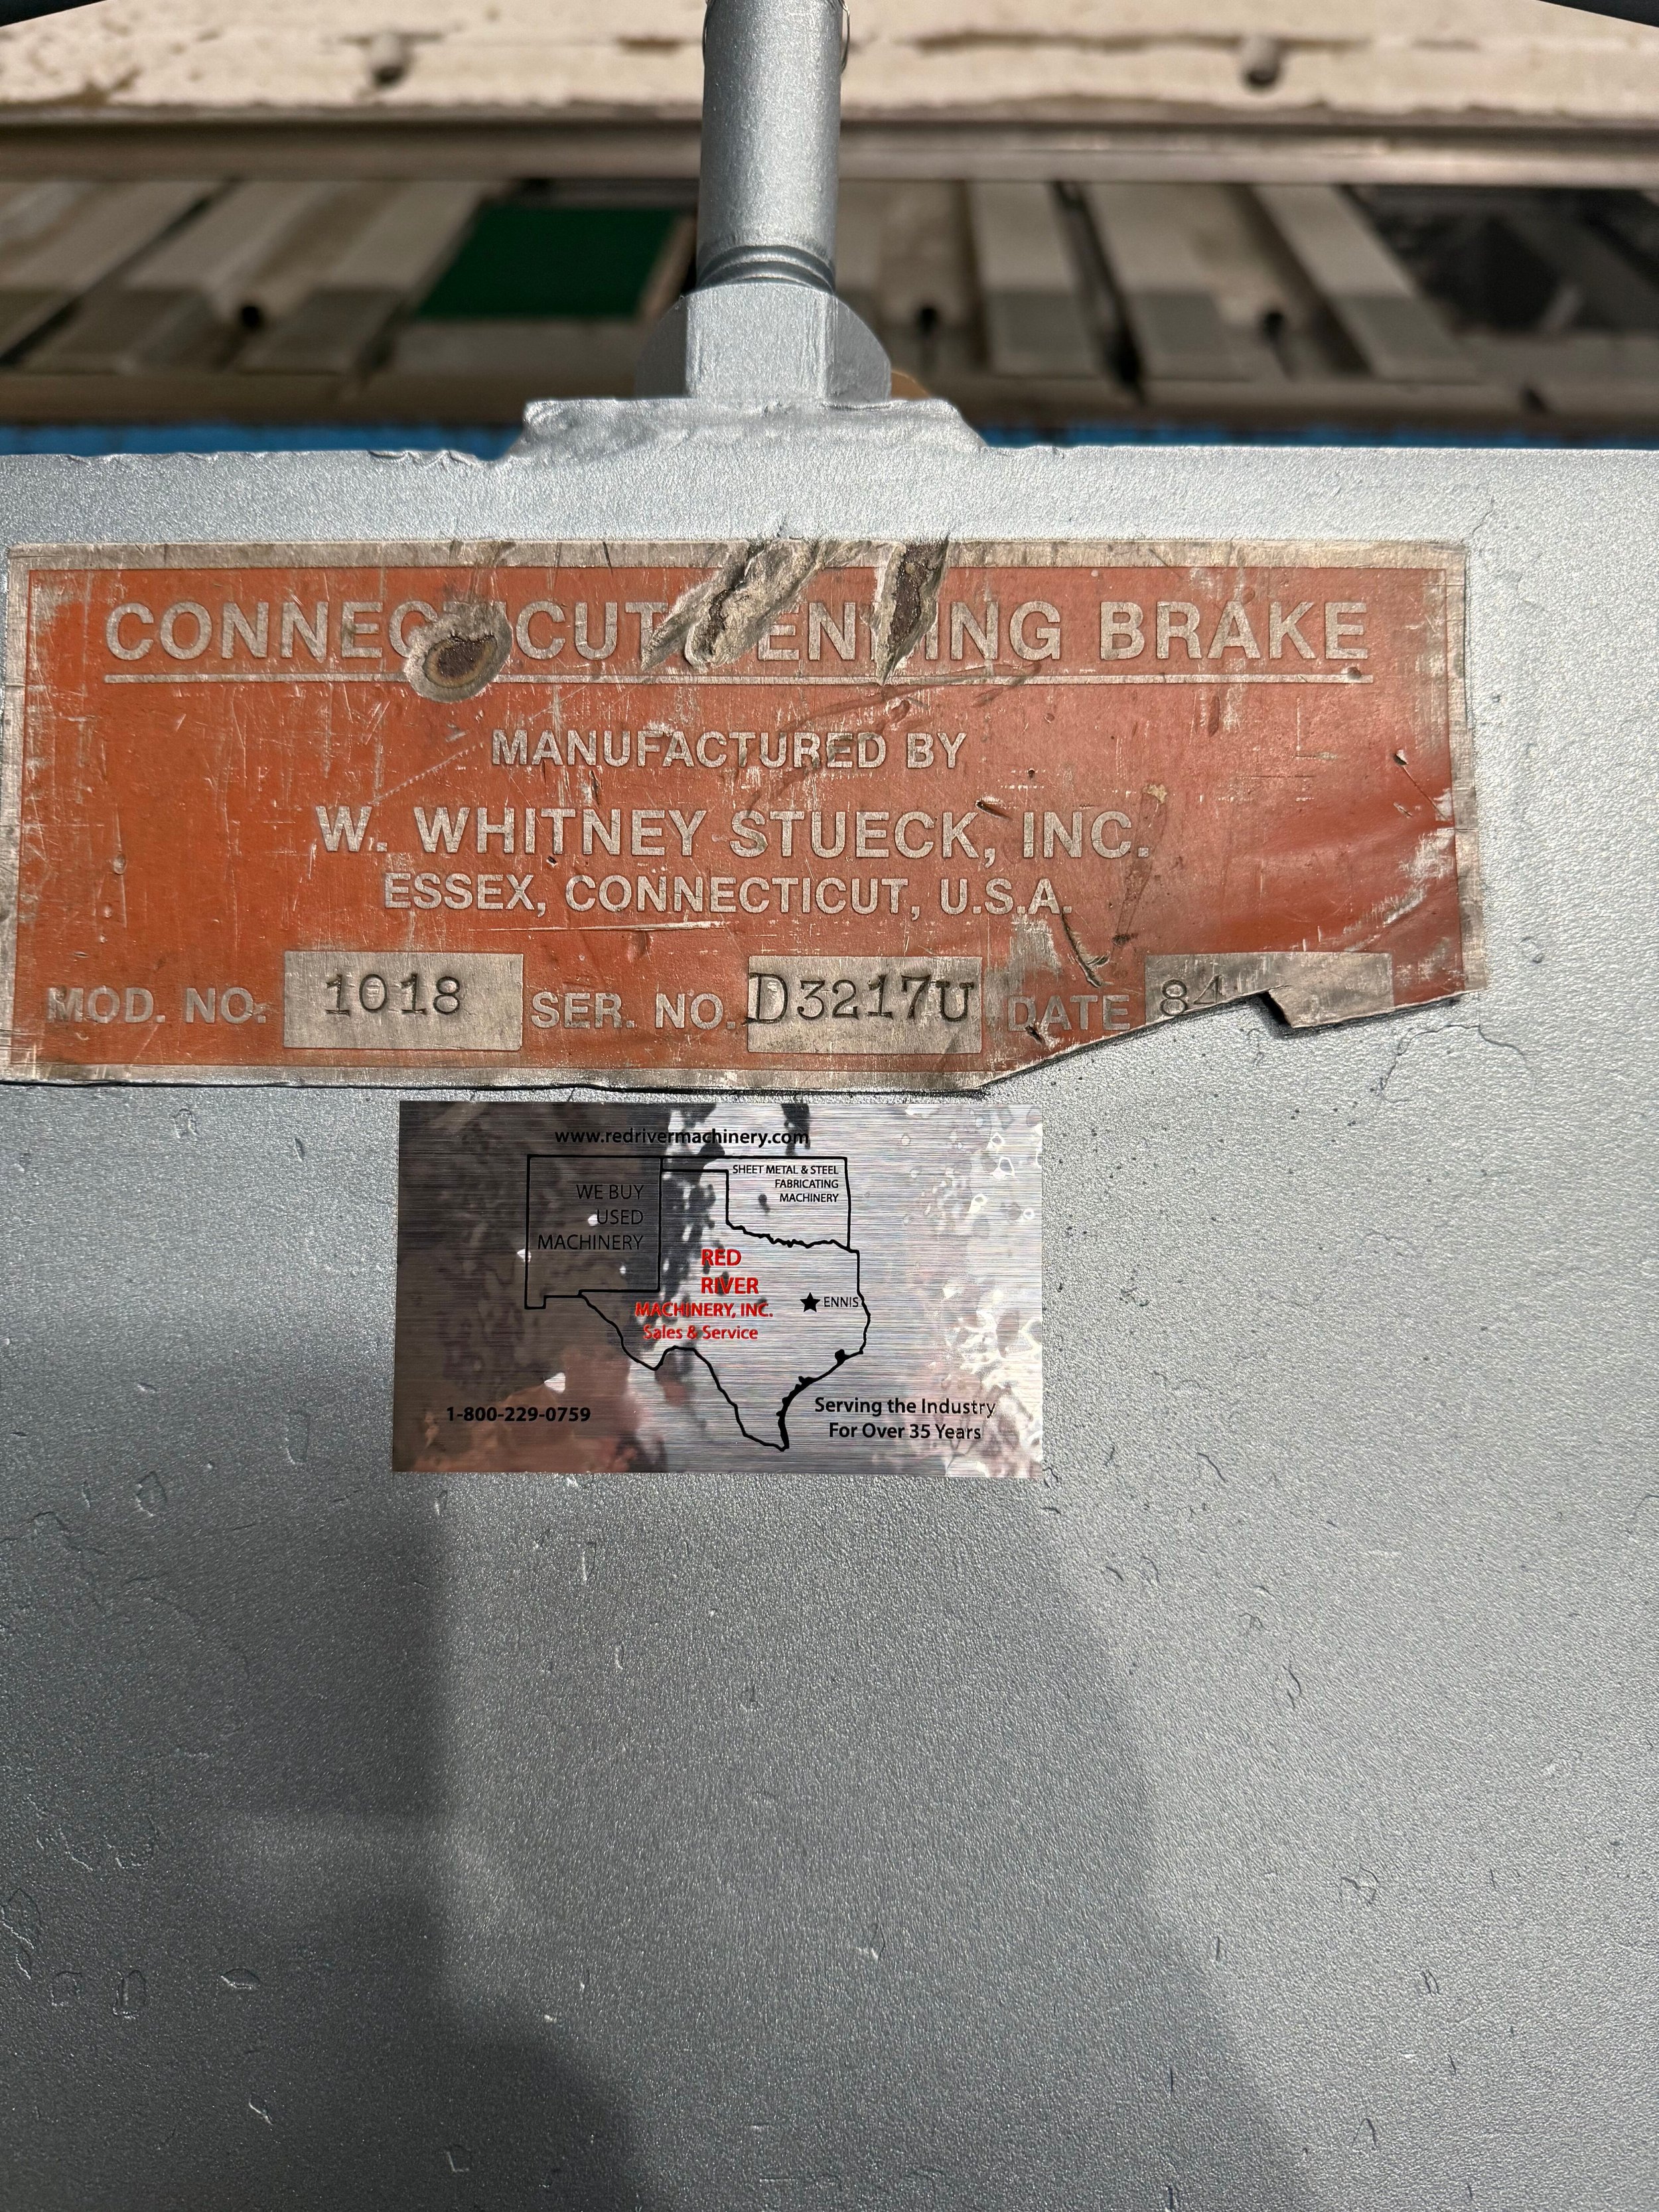 CONNECTICUT BENDING BRAKE
MANUFACTURED BY
W. WHITNEY STUECK, INC.
ESSEX, CONNECTICUT, U.S.A.
MOD. NO. 1018 SER. NO. D3217U DATE 84
www.redrivermachinery.com
SHEET METAL & STEEL
FABRICATING
MACHINERY
WE BUY
USED
MACHINERY
RED
RIVER
MACHINERY, INC.
Sales & Service
ENNIS
1-800-229-0759
Serving the Industry
For Over 35 Years